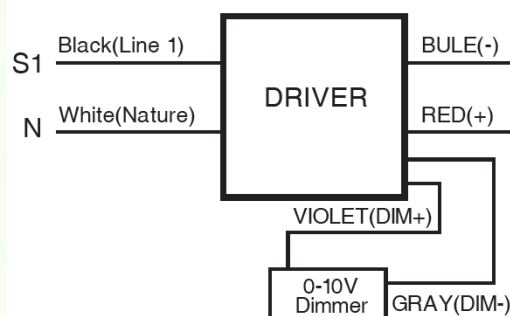 Black(Line 1)
S1
BULE(-)
DRIVER
White(Nature)
N
RED(+)
VIOLET(DIM+)
0-10V
Dimmer
GRAY(DIM-)